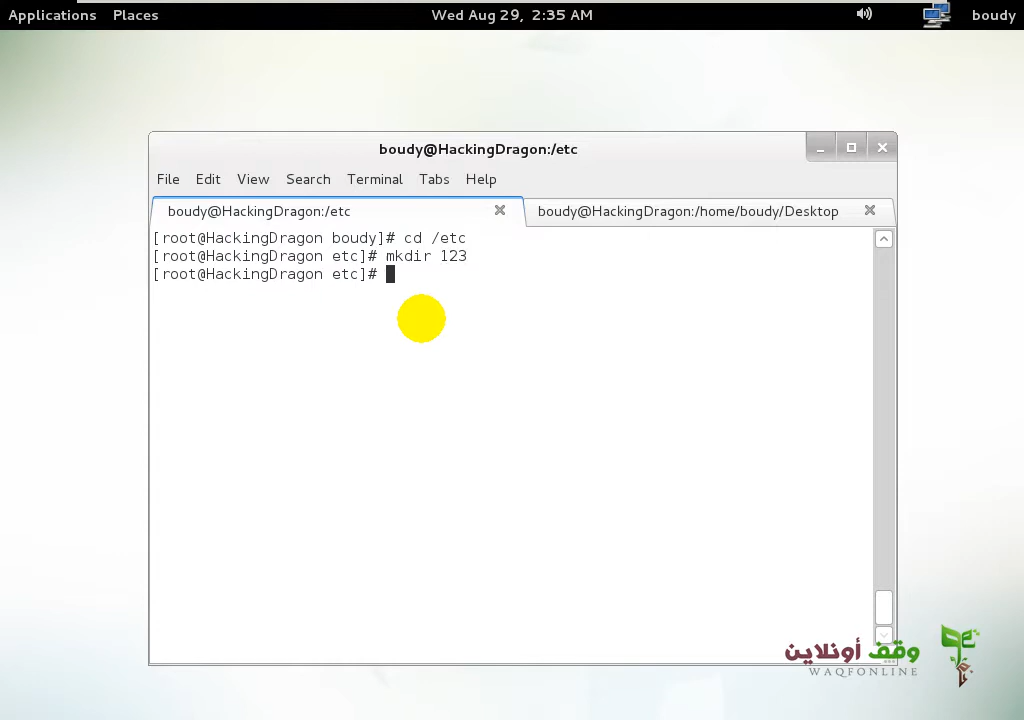 Applications Places Wed Aug 29, 2:35 AM boudy
boudy@HackingDragon:/etc
File Edit View Search Terminal Tabs Help
boudy@HackingDragon:/etc boudy@HackingDragon:/home/boudy/Desktop
[root@HackingDragon boudy]# cd /etc
[root@HackingDragon etc]# mkdir 123
[root@HackingDragon etc]#
وقف أونلاين
WAQFONLINE